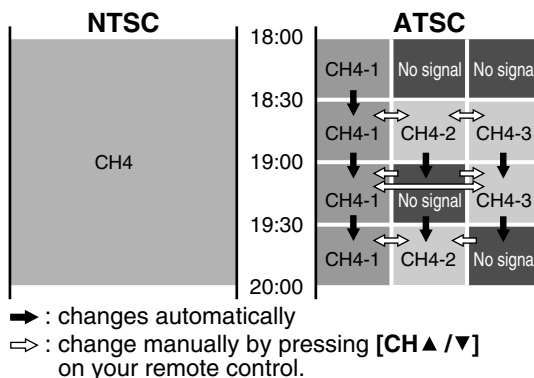 NTSC ATSC
18:00
CH4-1 No signal No signa
18:30
CH4-1 CH4-2 CH4-3
CH4 19:00
CH4-1 No signal CH4-3
19:30
CH4-1 CH4-2 No signa
20:00
➡ : changes automatically
⇨ : change manually by pressing [CH▲ /▼]
on your remote control.